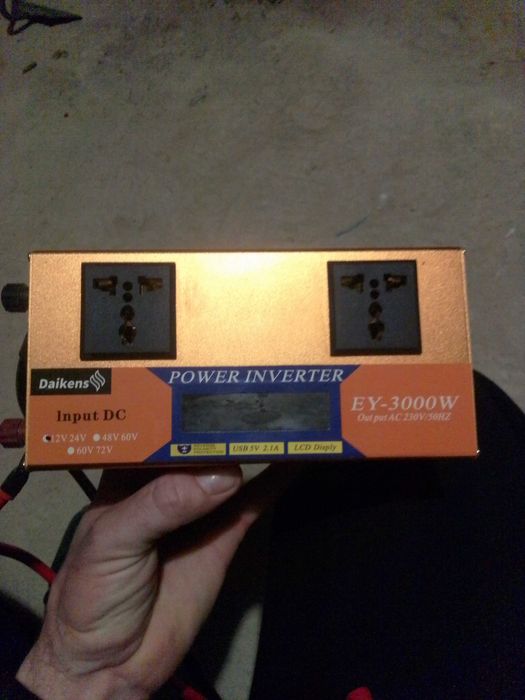 Daikens
POWER INVERTER
Input DC
12V 24V 48V 60V
60V 72V
EY-3000W
Out put AC 230V/50HZ
USB 5V 2.1A
LCD Disply